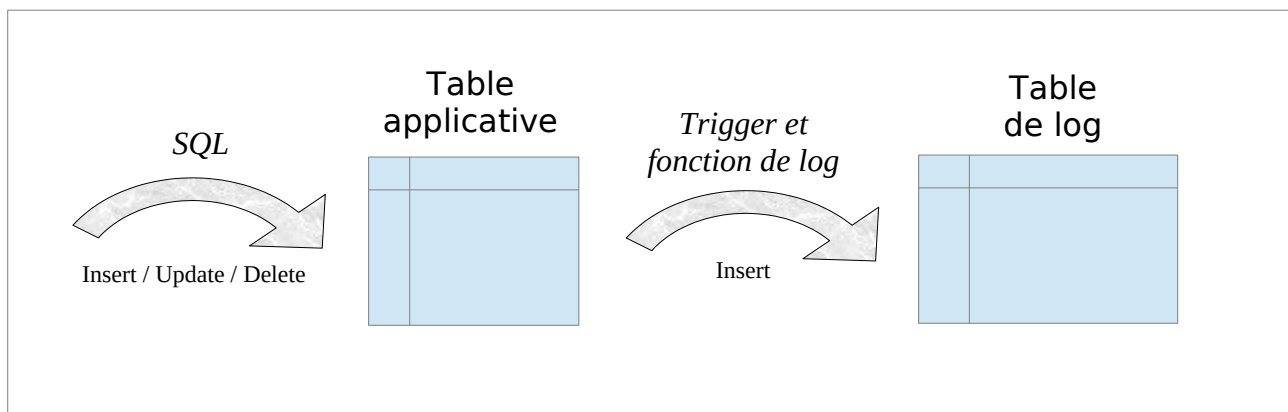 SQL
Insert / Update / Delete
Table
applicative
Trigger et
fonction de log
Insert
Table
de log